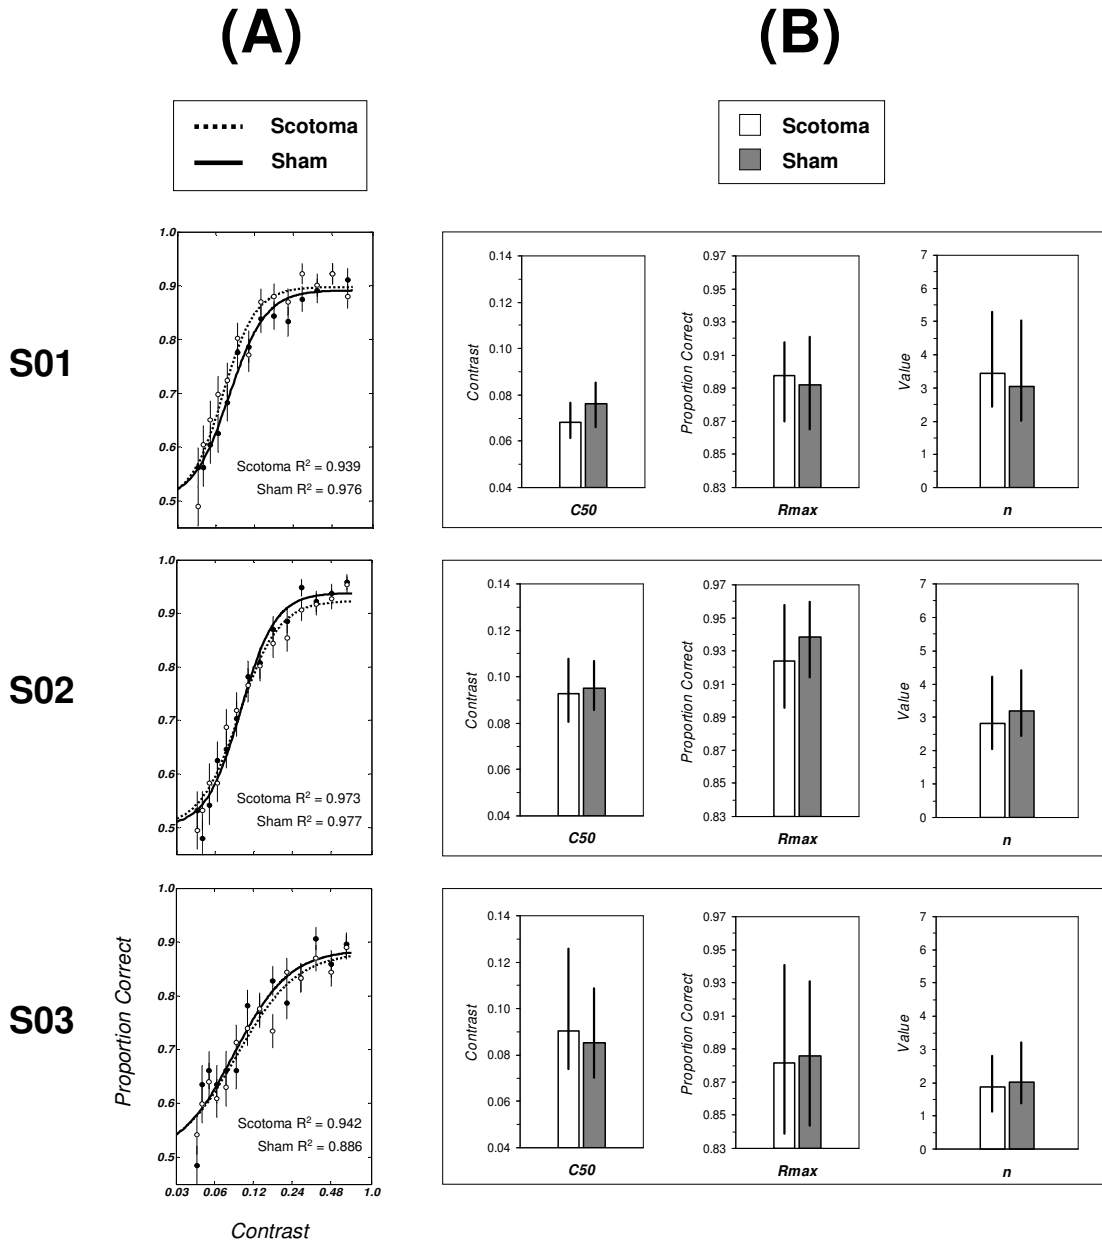 (A)
(B)
Scotoma
Sham
Scotoma
Sham
S01
1.0
0.9
0.8
0.7
0.6
0.5
Scotoma R² = 0.939
Sham R² = 0.976
Contrast
0.14
0.12
0.10
0.08
0.06
0.04
C50
Proportion Correct
0.97
0.95
0.93
0.91
0.89
0.87
0.85
0.83
Rmax
Value
7
6
5
4
3
2
1
0
n
S02
1.0
0.9
0.8
0.7
0.6
0.5
Scotoma R² = 0.973
Sham R² = 0.977
Contrast
0.14
0.12
0.10
0.08
0.06
0.04
C50
Proportion Correct
0.97
0.95
0.93
0.91
0.89
0.87
0.85
0.83
Rmax
Value
7
6
5
4
3
2
1
0
n
S03
Proportion Correct
1.0
0.9
0.8
0.7
0.6
0.5
Scotoma R² = 0.942
Sham R² = 0.886
0.03 0.06 0.12 0.24 0.48 1.0
Contrast
Contrast
0.14
0.12
0.10
0.08
0.06
0.04
C50
Proportion Correct
0.97
0.95
0.93
0.91
0.89
0.87
0.85
0.83
Rmax
Value
7
6
5
4
3
2
1
0
n